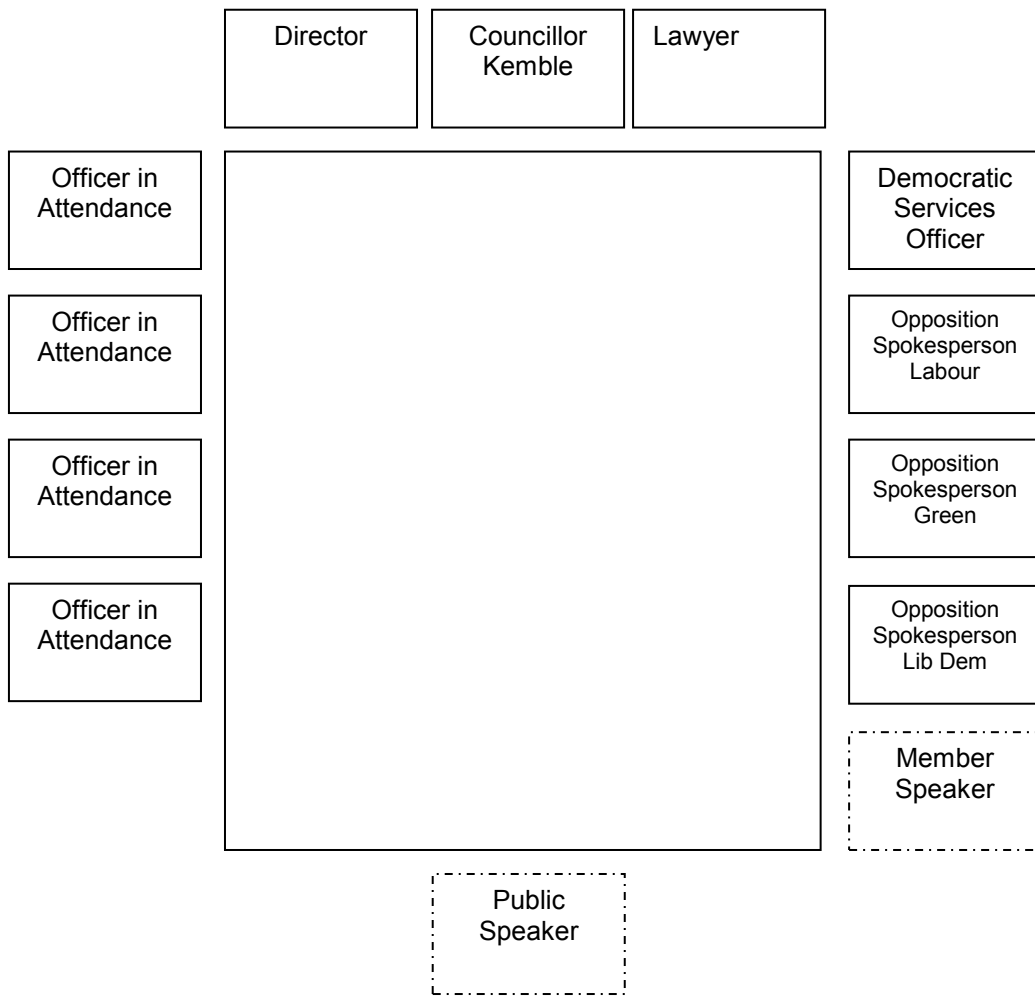 Director
Councillor
Kemble
Lawyer
Officer in
Attendance
Democratic
Services
Officer
Officer in
Attendance
Opposition
Spokesperson
Labour
Officer in
Attendance
Opposition
Spokesperson
Green
Officer in
Attendance
Opposition
Spokesperson
Lib Dem
Member
Speaker
Public
Speaker